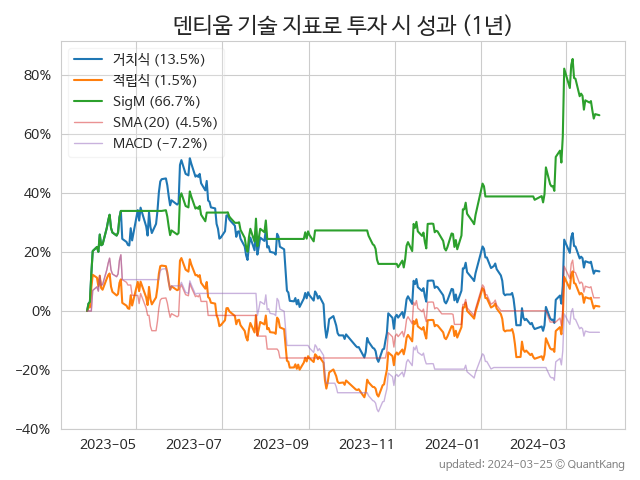 덴티움 기술 지표로 투자 시 성과 (1년)
거치식 (13.5%)
적립식 (1.5%)
SigM (66.7%)
SMA(20) (4.5%)
MACD (−7.2%)
80%
60%
40%
20%
0%
−20%
−40%
2023-05
2023-07
2023-09
2023-11
2024-01
2024-03
updated: 2024-03-25 © QuantKang